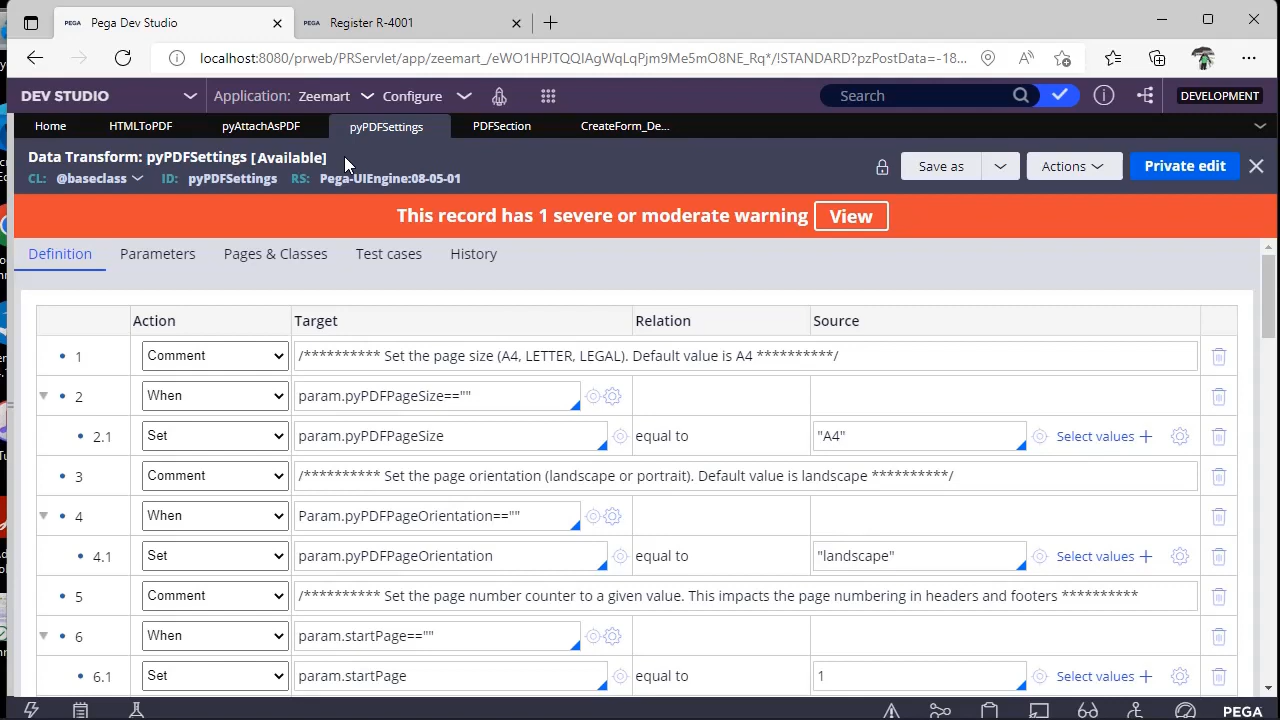 PEGA Pega Dev Studio
PEGA Register R-4001
localhost:8080/prweb/PRServlet/app/zeemart_/eWO1HPJTQQIAgWqLqPjm9Me5mO8NE_Rq*/!STANDARD?pzPostData=-18...
DEV STUDIO Application: Zeemart Configure Search DEVELOPMENT
Home HTMLToPDF pyAttachAsPDF pyPDFSettings PDFSection CreateForm_De...
Data Transform: pyPDFSettings [Available]
CL: @baseclass ID: pyPDFSettings RS: Pega-UIEngine:08-05-01
Save as Actions Private edit
This record has 1 severe or moderate warning View
Definition Parameters Pages & Classes Test cases History
Action Target Relation Source
1 Comment /********** Set the page size (A4, LETTER, LEGAL). Default value is A4 **********/
2 When param.pyPDFPageSize==""
2.1 Set param.pyPDFPageSize equal to "A4" Select values
3 Comment /********** Set the page orientation (landscape or portrait). Default value is landscape **********/
4 When Param.pyPDFPageOrientation==""
4.1 Set param.pyPDFPageOrientation equal to "landscape" Select values
5 Comment /********** Set the page number counter to a given value. This impacts the page numbering in headers and footers **********
6 When param.startPage==""
6.1 Set param.startPage equal to 1 Select values
PEGA